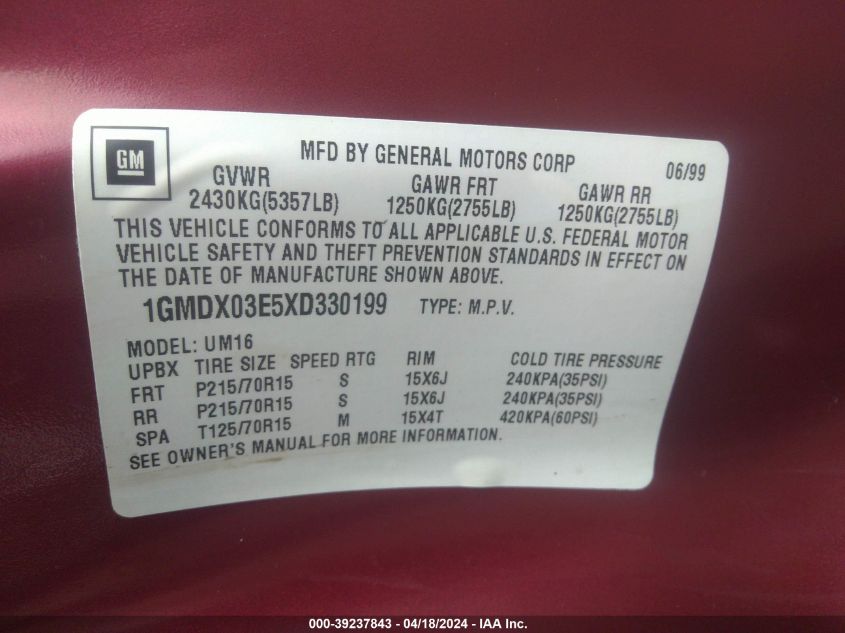 GM
MFD BY GENERAL MOTORS CORP 06/99
GVWR GAWR FRT GAWR RR
2430KG(5357LB) 1250KG(2755LB) 1250KG(2755LB)
THIS VEHICLE CONFORMS TO ALL APPLICABLE U.S. FEDERAL MOTOR
VEHICLE SAFETY AND THEFT PREVENTION STANDARDS IN EFFECT ON
THE DATE OF MANUFACTURE SHOWN ABOVE.
1GMDX03E5XD330199 TYPE: M.P.V.
MODEL: UM16
UPBX TIRE SIZE SPEED RTG RIM COLD TIRE PRESSURE
FRT P215/70R15 S 15X6J 240KPA(35PSI)
RR P215/70R15 S 15X6J 240KPA(35PSI)
SPA T125/70R15 M 15X4T 420KPA(60PSI)
SEE OWNER'S MANUAL FOR MORE INFORMATION.
000-39237843 - 04/18/2024 - IAA Inc.